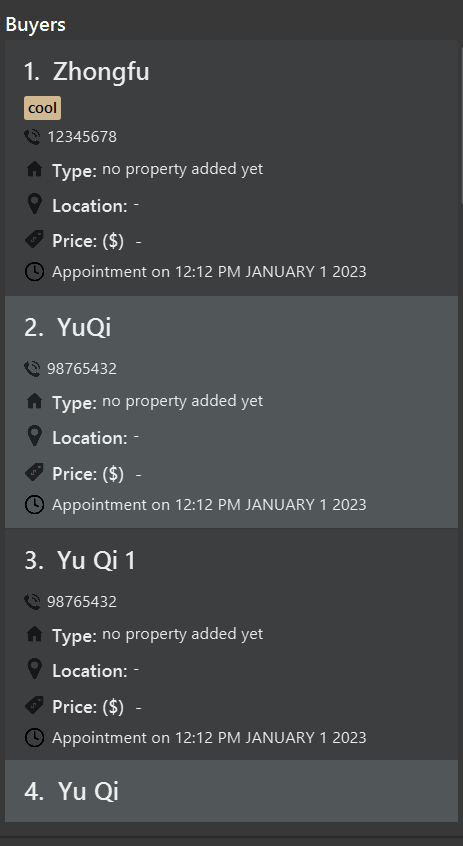 Buyers
1. Zhongfu
cool
12345678
Type: no property added yet
Location: -
Price: ($) -
Appointment on 12:12 PM JANUARY 1 2023
2. YuQi
98765432
Type: no property added yet
Location: -
Price: ($) -
Appointment on 12:12 PM JANUARY 1 2023
3. Yu Qi 1
98765432
Type: no property added yet
Location: -
Price: ($) -
Appointment on 12:12 PM JANUARY 1 2023
4. Yu Qi